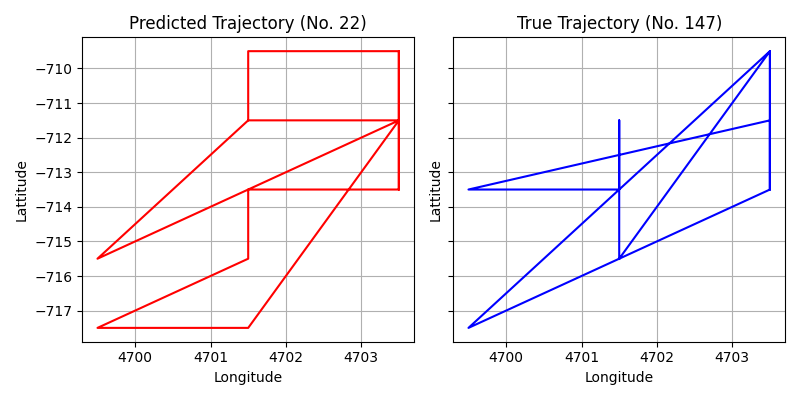 Predicted Trajectory (No. 22)
True Trajectory (No. 147)
Lattitude
−710
−711
−712
−713
−714
−715
−716
−717
4700
4701
4702
4703
Longitude
Lattitude
4700
4701
4702
4703
Longitude